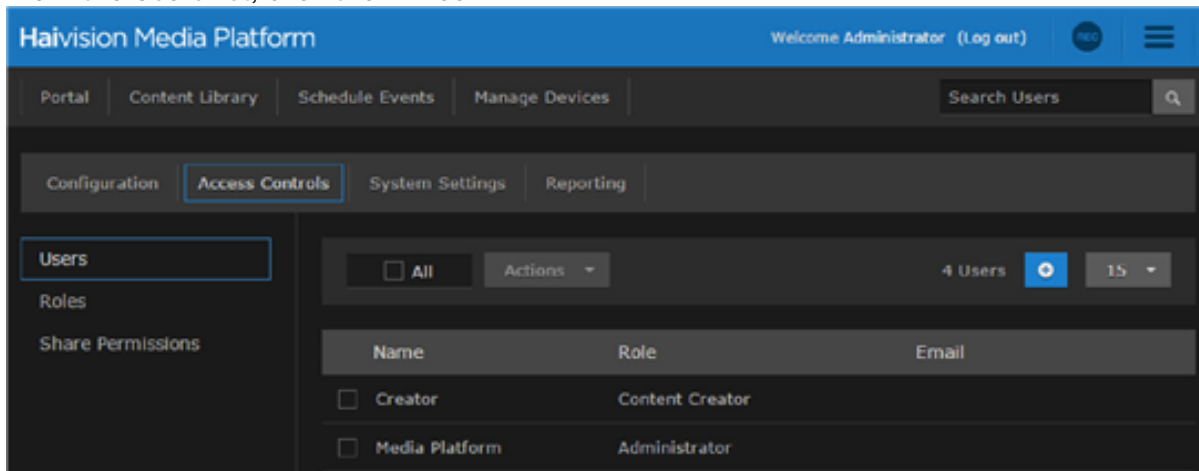 Haivision Media Platform
Welcome Administrator (Log out)
REC
Portal
Content Library
Schedule Events
Manage Devices
Search Users
Configuration
Access Controls
System Settings
Reporting
Users
Roles
Share Permissions
All
Actions
4 Users
15
Name Role Email
Creator Content Creator
Media Platform Administrator